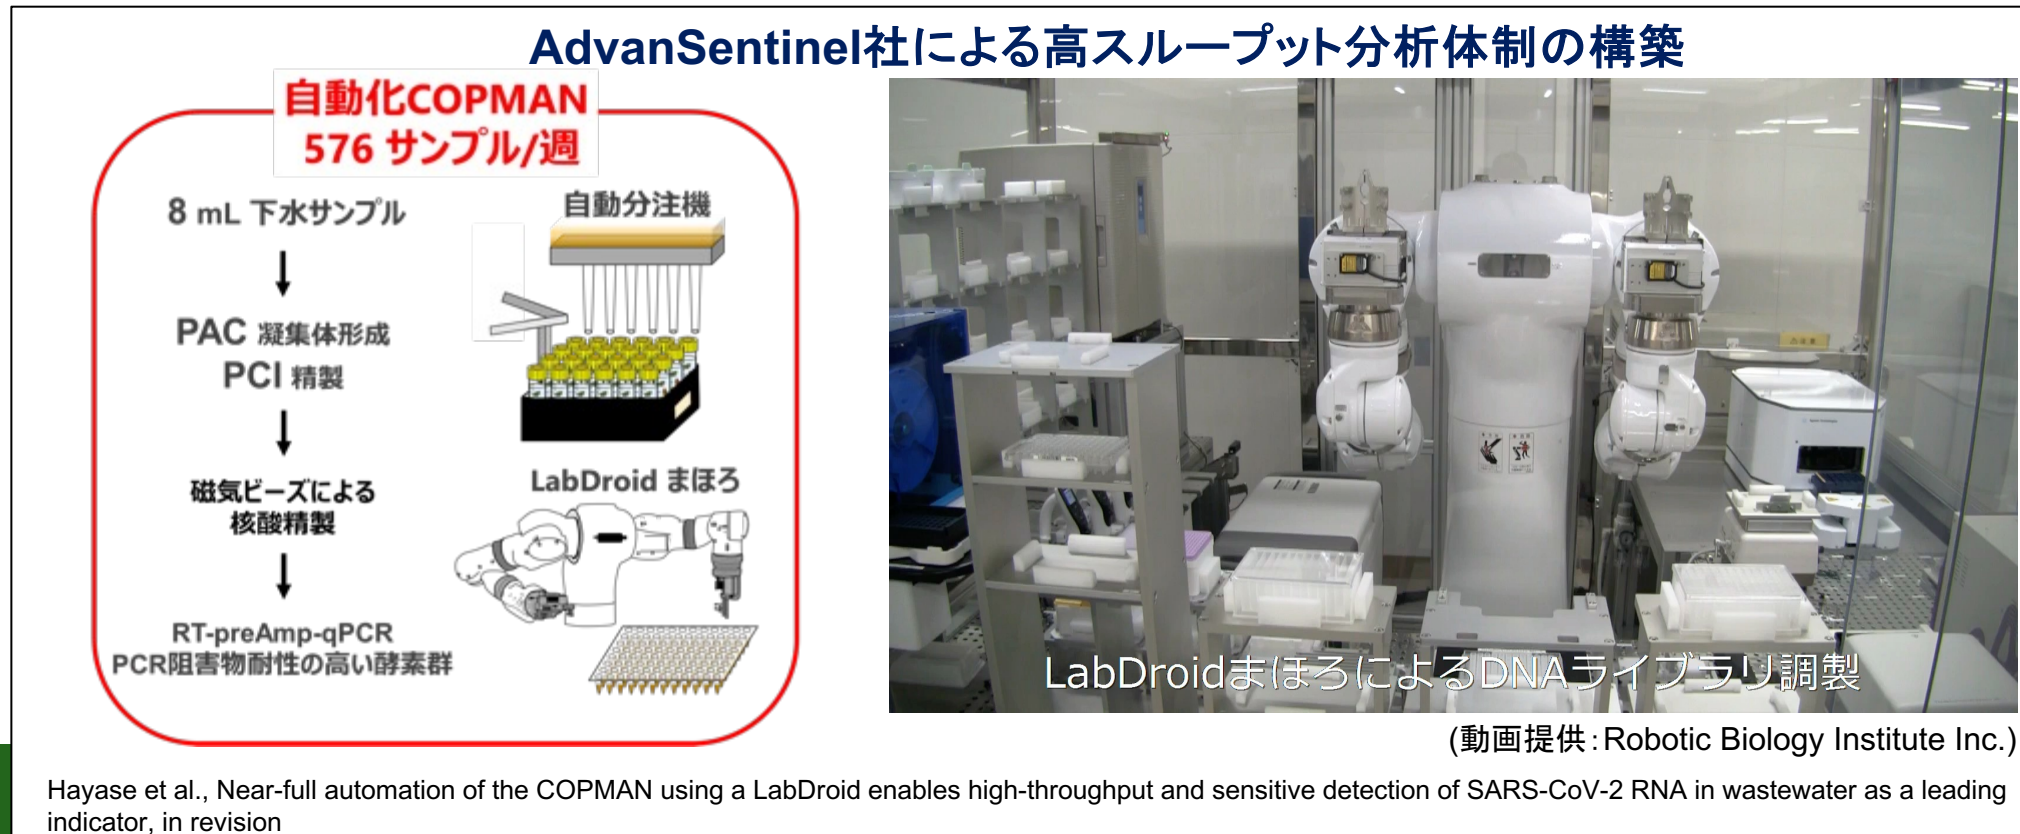 AdvanSentinel社による高スループット分析体制の構築
自動化COPMAN
576 サンプル/週
8 mL 下水サンプル
PAC 凝集体形成
PCI 精製
磁気ビーズによる
核酸精製
RT-preAmp-qPCR
PCR阻害物耐性の高い酵素群
自動分注機
LabDroid まほろ
LabDroidまほろによるDNAライブラリ調製
(動画提供：Robotic Biology Institute Inc.)
Hayase et al., Near-full automation of the COPMAN using a LabDroid enables high-throughput and sensitive detection of SARS-CoV-2 RNA in wastewater as a leading
indicator, in revision